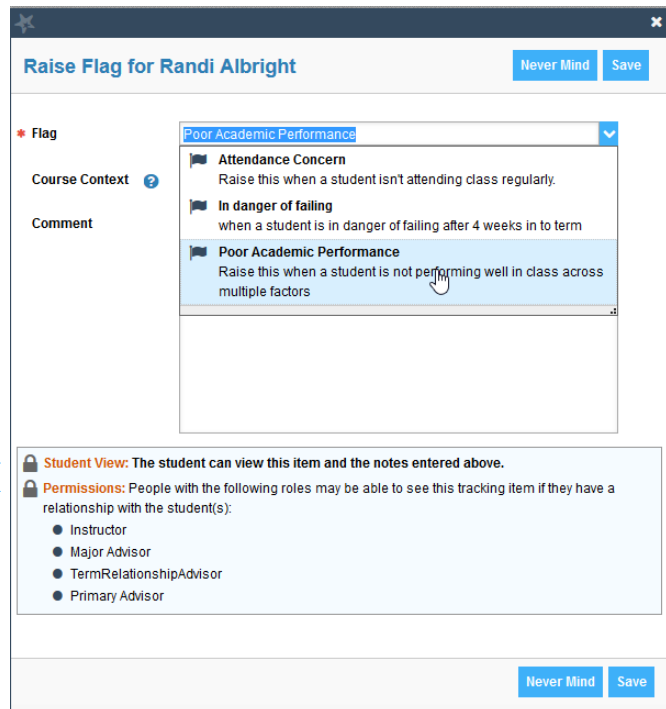 Raise Flag for Randi Albright
Never Mind
Save
* Flag
Poor Academic Performance
Attendance Concern
Raise this when a student isn't attending class regularly.
Course Context ?
In danger of failing
when a student is in danger of failing after 4 weeks in to term
Comment
Poor Academic Performance
Raise this when a student is not performing well in class across
multiple factors
Student View: The student can view this item and the notes entered above.
Permissions: People with the following roles may be able to see this tracking item if they have a
relationship with the student(s):
Instructor
Major Advisor
TermRelationshipAdvisor
Primary Advisor
Never Mind
Save